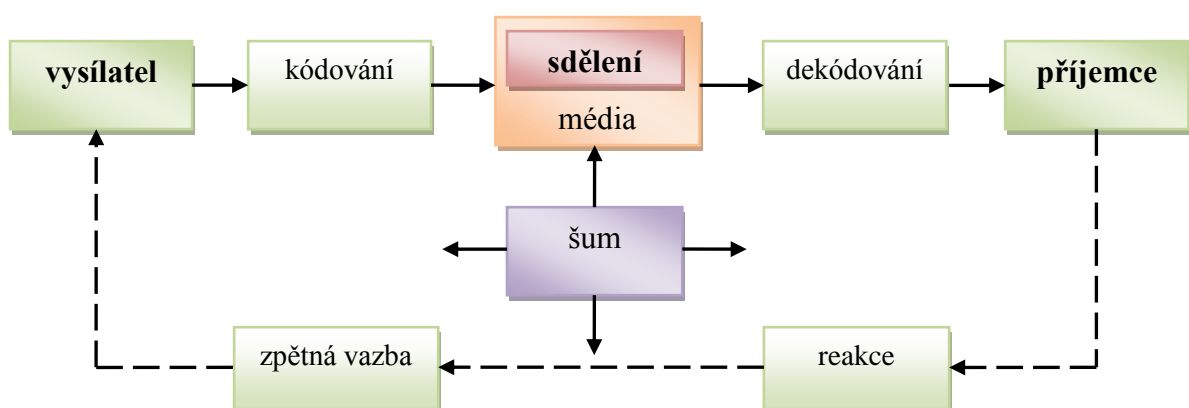 vysílatel
kódování
sdělení
média
dekódování
příjemce
šum
zpětná vazba
reakce